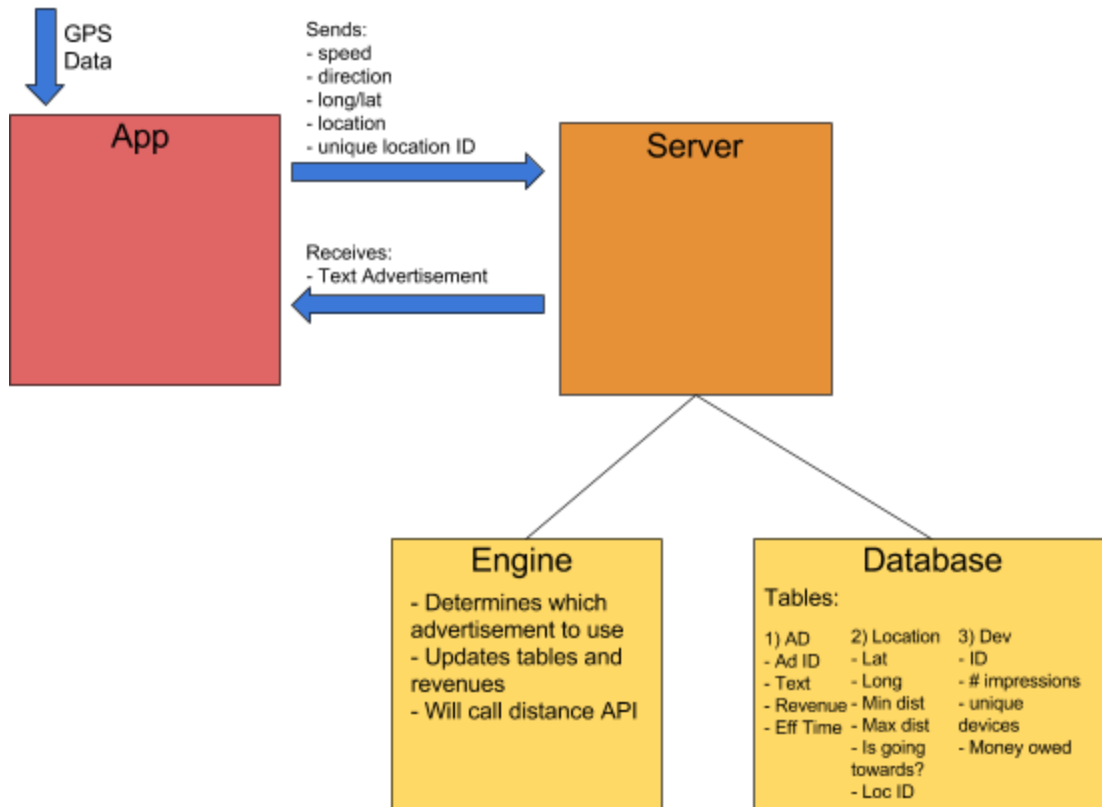 GPS
Data
Sends:
- speed
- direction
- long/lat
- location
- unique location ID
App
Server
Receives:
- Text Advertisement
Engine
- Determines which
advertisement to use
- Updates tables and
revenues
- Will call distance API
Database
Tables:
1) AD
- Ad ID
- Text
- Revenue
- Eff Time
2) Location
- Lat
- Long
- Min dist
- Max dist
- Is going
towards?
- Loc ID
3) Dev
- ID
- # impressions
- unique
devices
- Money owed